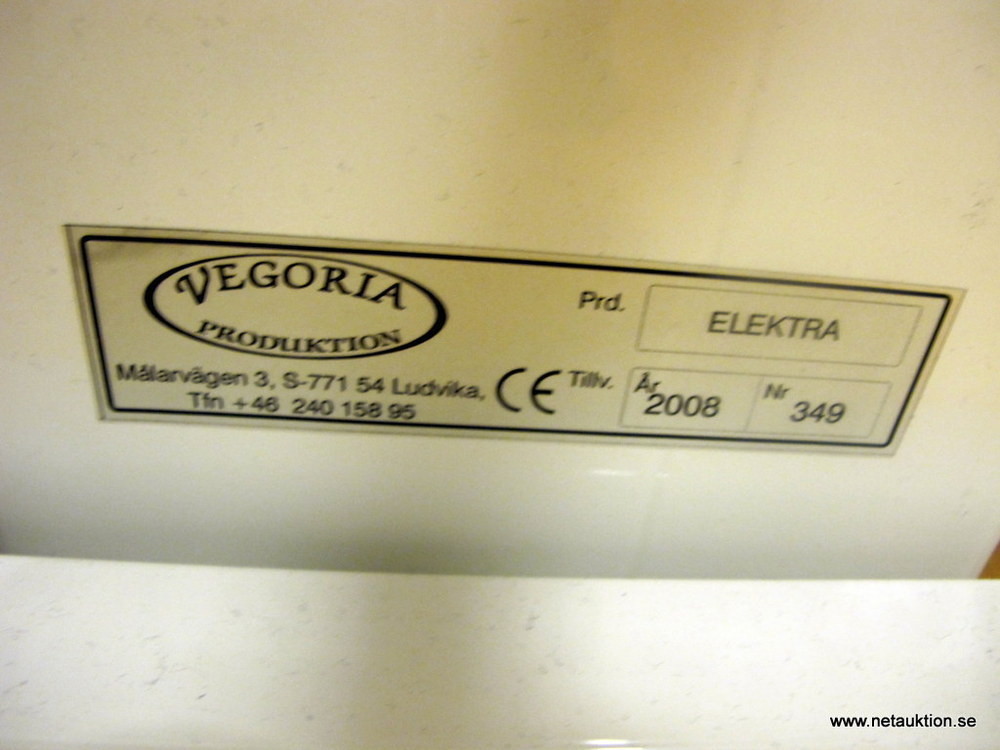 VEGORIA
PRODUKTION
Målarvägen 3, S-771 54 Ludvika,
Tfn +46 240 158 95
CE
Prd. ELEKTRA
Tillv. År 2008 Nr 349
www.netauktion.se